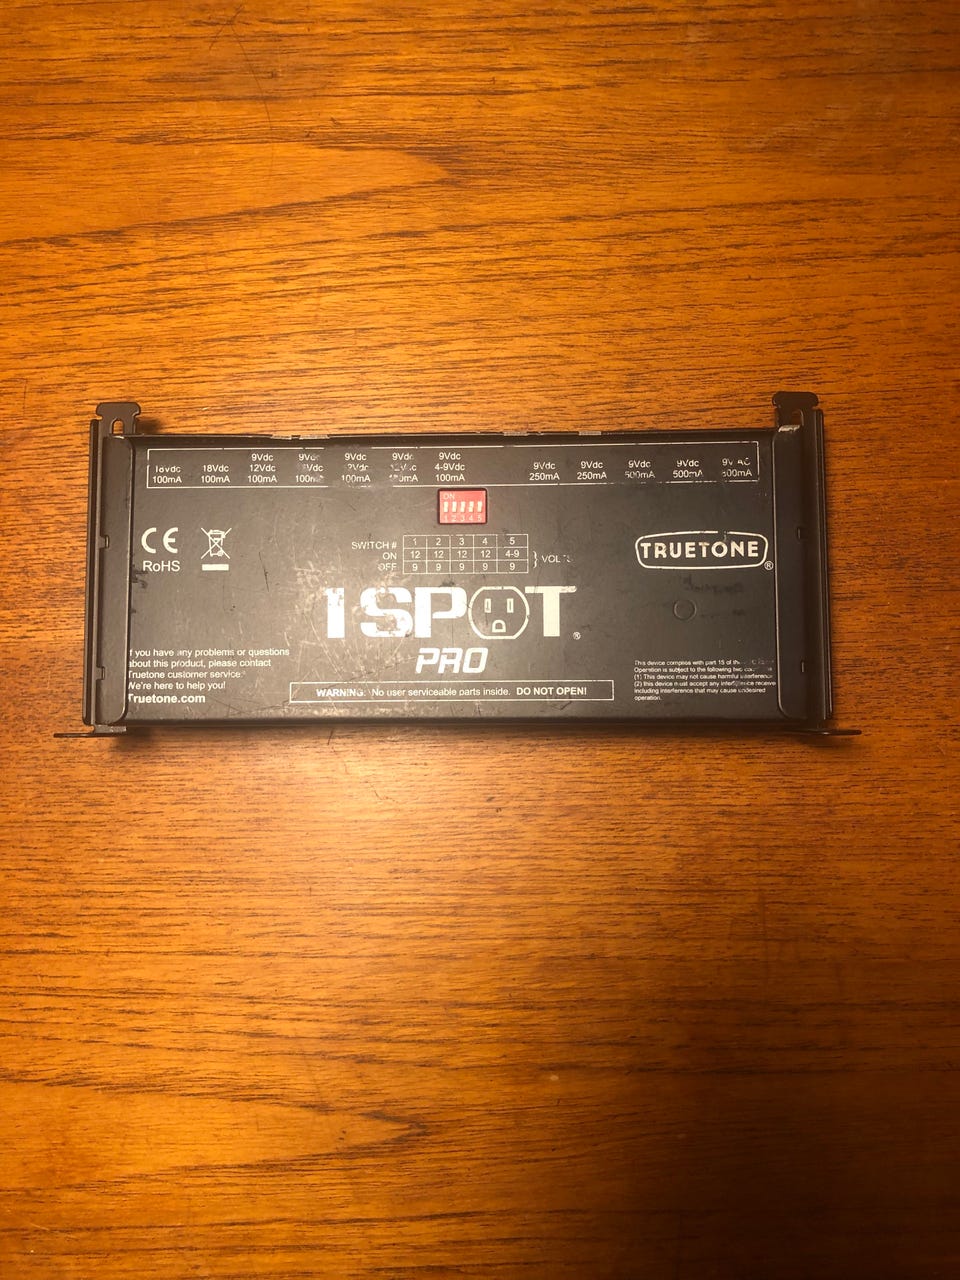 9Vdc 9Vdc 9Vdc 9Vdc 9Vdc
18Vdc 18Vdc 12Vdc 4-9Vdc 9Vdc 9Vdc 9Vdc 9Vdc
100mA 100mA 100mA 100mA 250mA 250mA 500mA 500mA
ON
1 2 3 4 5
SWITCH # 1 2 3 4 5
ON 12 12 12 12 4-9
OFF 9 9 9 9 9
CE
RoHS
TRUETONE®
1 SPOT®
PRO
If you have any problems or questions
about this product, please contact
Truetone customer service.
We're here to help you!
Truetone.com
WARNING: No user serviceable parts inside. DO NOT OPEN!
This device complies with part 15 of the
Operation is subject to the following two
(1) This device may not cause harmful interference
(2) this device must accept any interference receive
including interference that may cause undesired
operation.